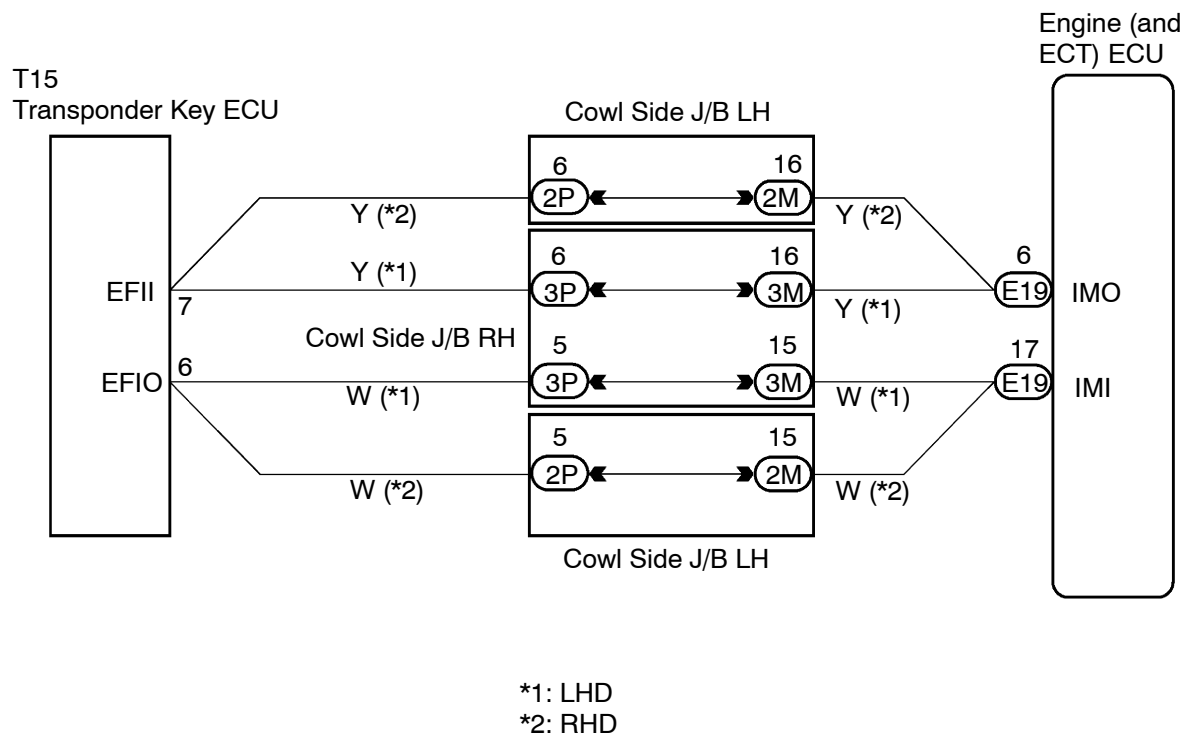 Engine (and
ECT) ECU
T15
Transponder Key ECU
Cowl Side J/B LH
6
16
2P
2M
Y (*2)
Y (*2)
6
16
6
Y (*1)
3P
3M
E19
IMO
EFII
7
Y (*1)
Cowl Side J/B RH
5
15
17
EFIO
6
3P
3M
E19
IMI
W (*1)
W (*1)
5
15
2P
2M
W (*2)
W (*2)
Cowl Side J/B LH
*1: LHD
*2: RHD